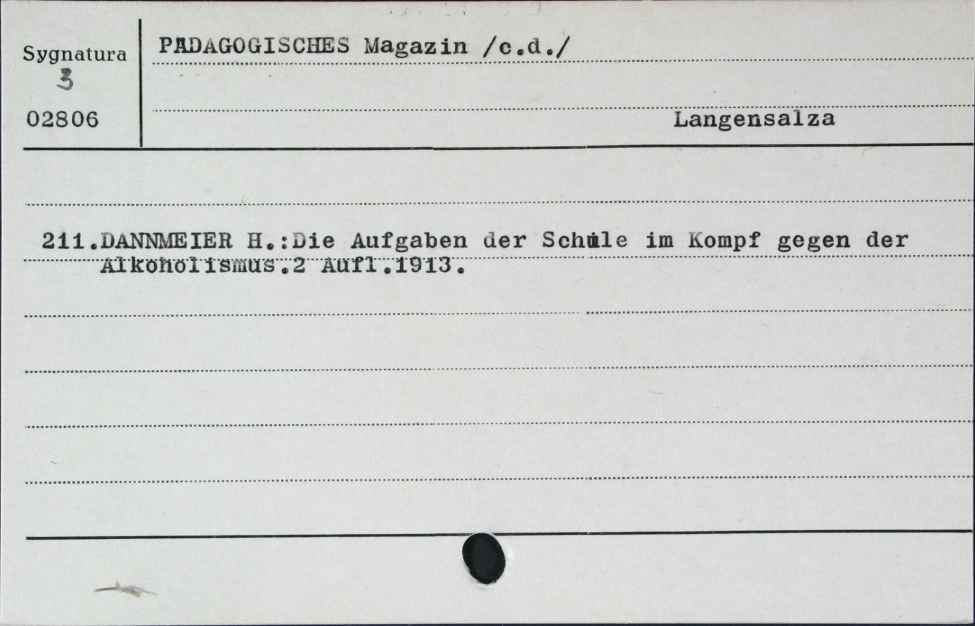 Sygnatura
3
02806
PADAGOGISCHES Magazin /c.d./
Langensalza
211.DANNMEIER H.:Die Aufgaben der Schule im Kompf gegen der
Alkoholismus.2 Aufl.1913.